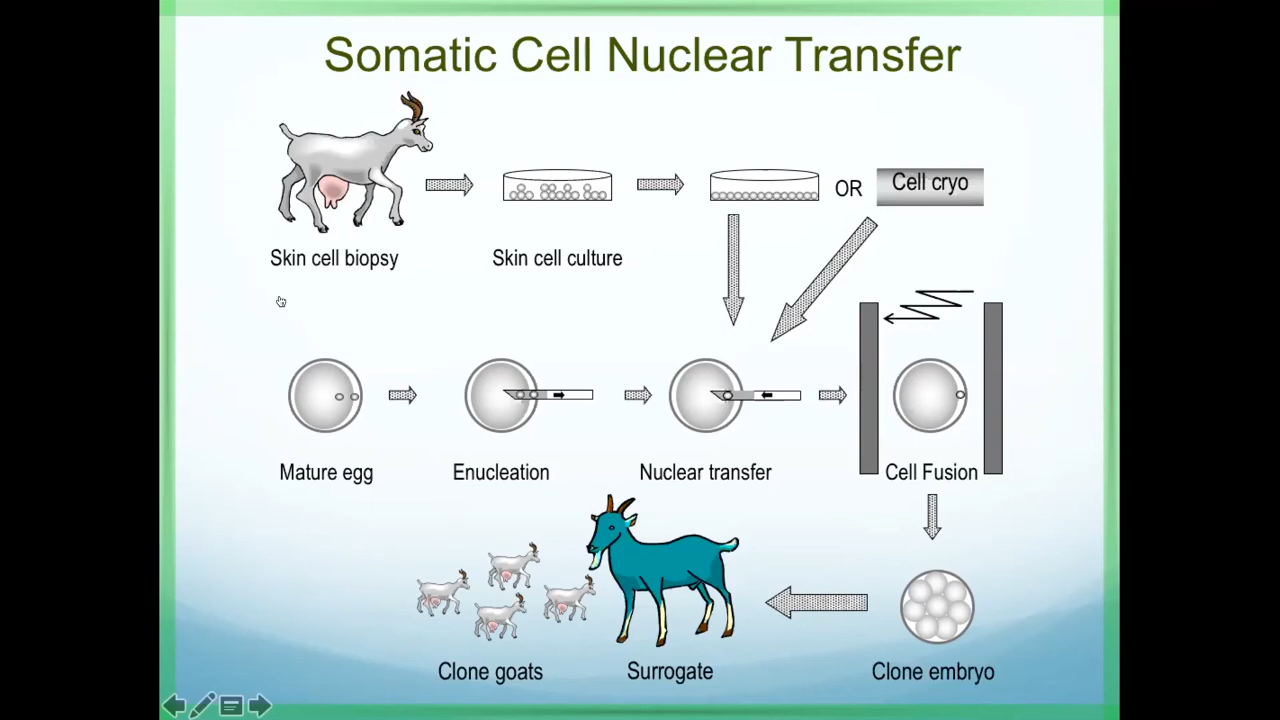 Somatic Cell Nuclear Transfer
OR
Cell cryo
Skin cell biopsy
Skin cell culture
Mature egg
Enucleation
Nuclear transfer
Cell Fusion
Clone goats
Surrogate
Clone embryo